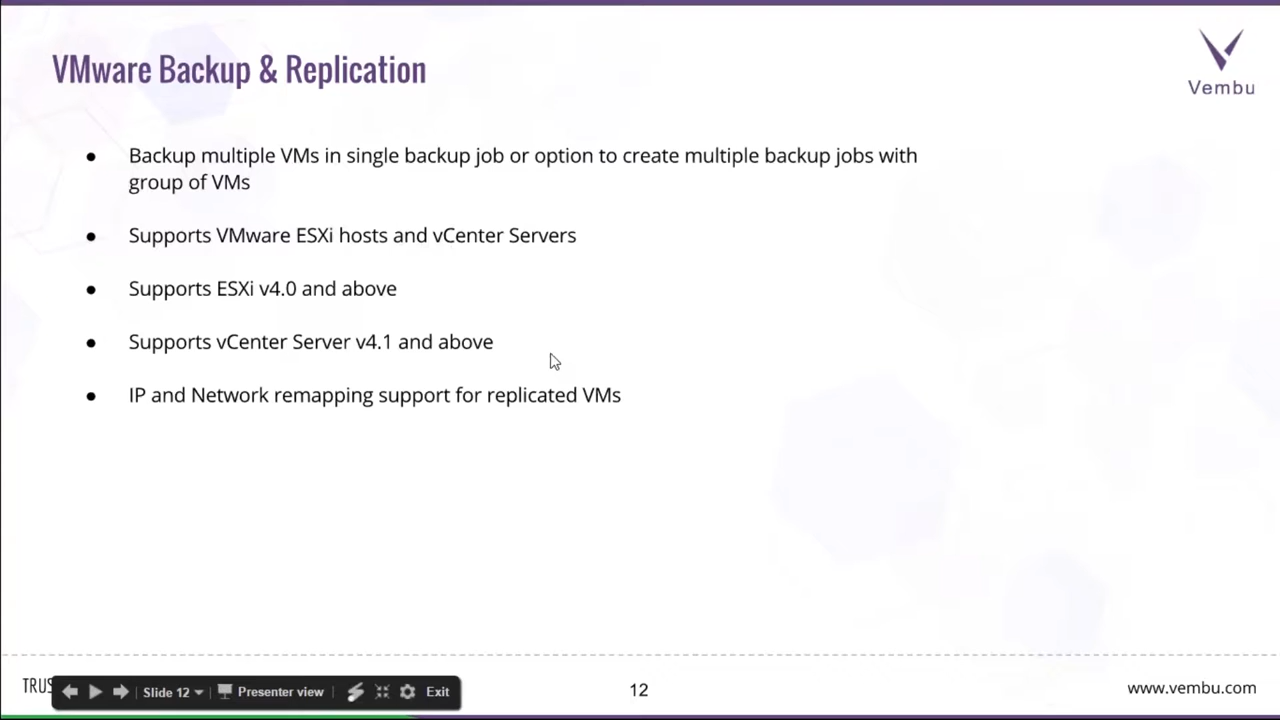 VMware Backup & Replication
Vembu
● Backup multiple VMs in single backup job or option to create multiple backup jobs with
group of VMs
● Supports VMware ESXi hosts and vCenter Servers
● Supports ESXi v4.0 and above
● Supports vCenter Server v4.1 and above
● IP and Network remapping support for replicated VMs
TRUS
Slide 12
Presenter view
Exit
12
www.vembu.com